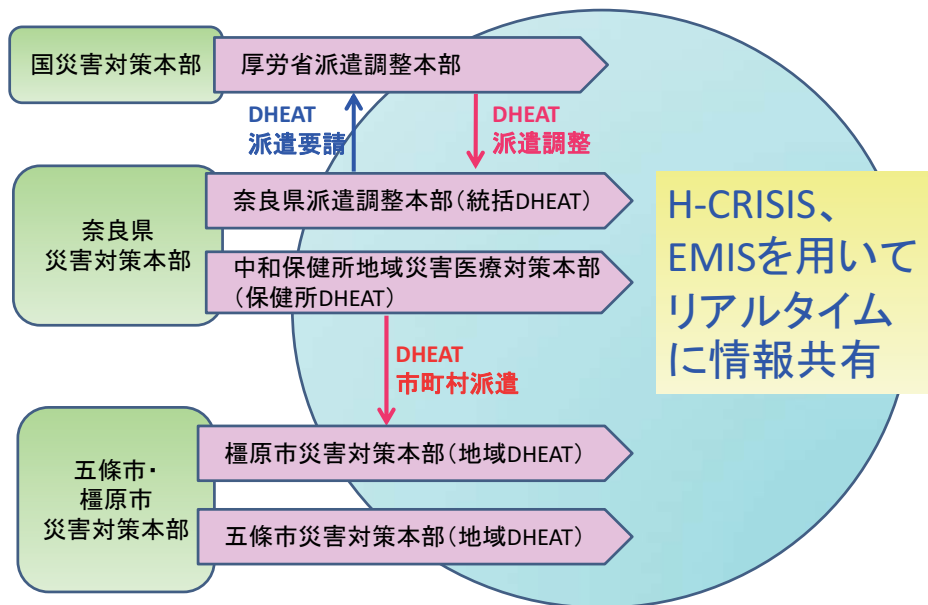 国災害対策本部
厚労省派遣調整本部
DHEAT
派遣要請
DHEAT
派遣調整
奈良県
災害対策本部
奈良県派遣調整本部（統括DHEAT）
中和保健所地域災害医療対策本部
（保健所DHEAT）
H-CRISIS、
EMISを用いて
リアルタイム
に情報共有
DHEAT
市町村派遣
五條市・
橿原市
災害対策本部
橿原市災害対策本部（地域DHEAT）
五條市災害対策本部（地域DHEAT）